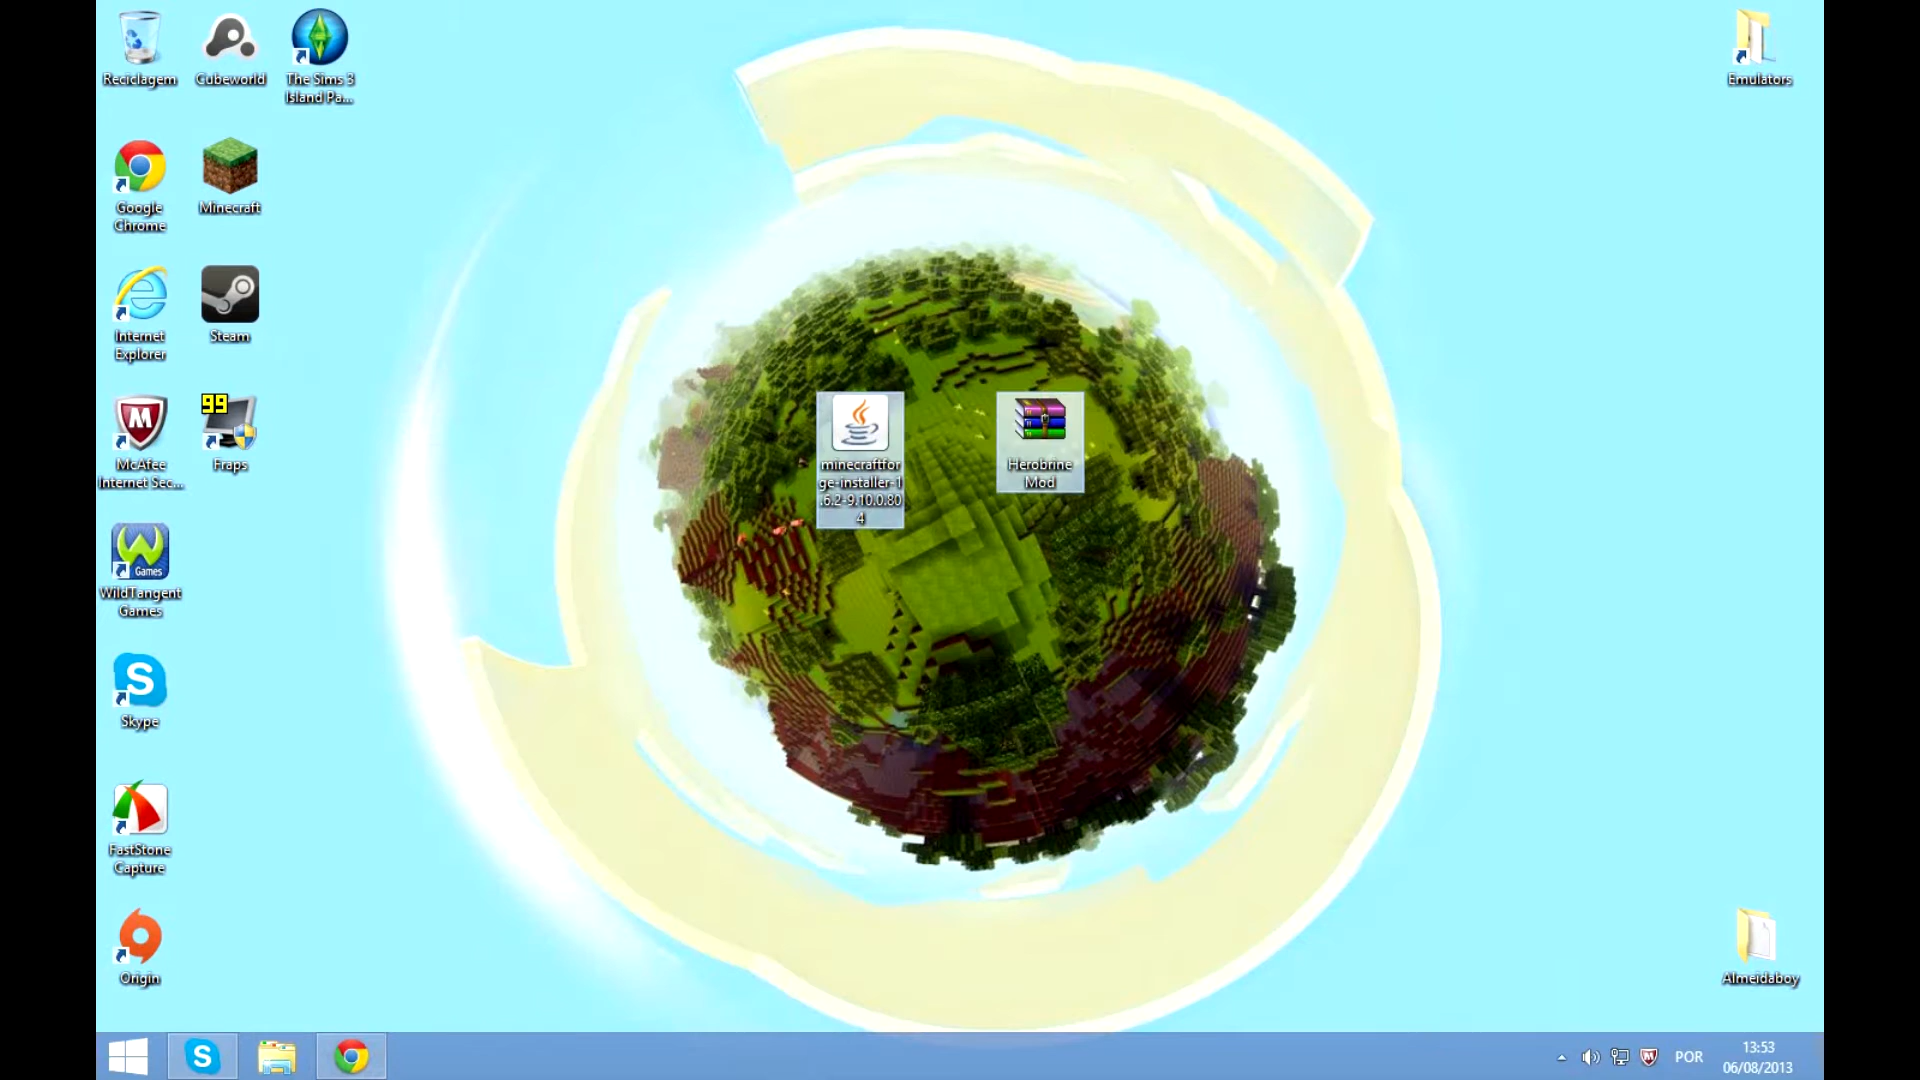 Reciclagem
Cubeworld
The Sims 3
Island Pa...
Emulators
Google
Chrome
Minecraft
Internet
Explorer
Steam
99
McAfee
Internet Sec...
Fraps
minecraftfor
ge-installer-1
.6.2-9.10.0.80
4
Herobrine
Mod
Games
WildTangent
Games
Skype
FastStone
Capture
Origin
Almeidaboy
POR
13:53
06/08/2013